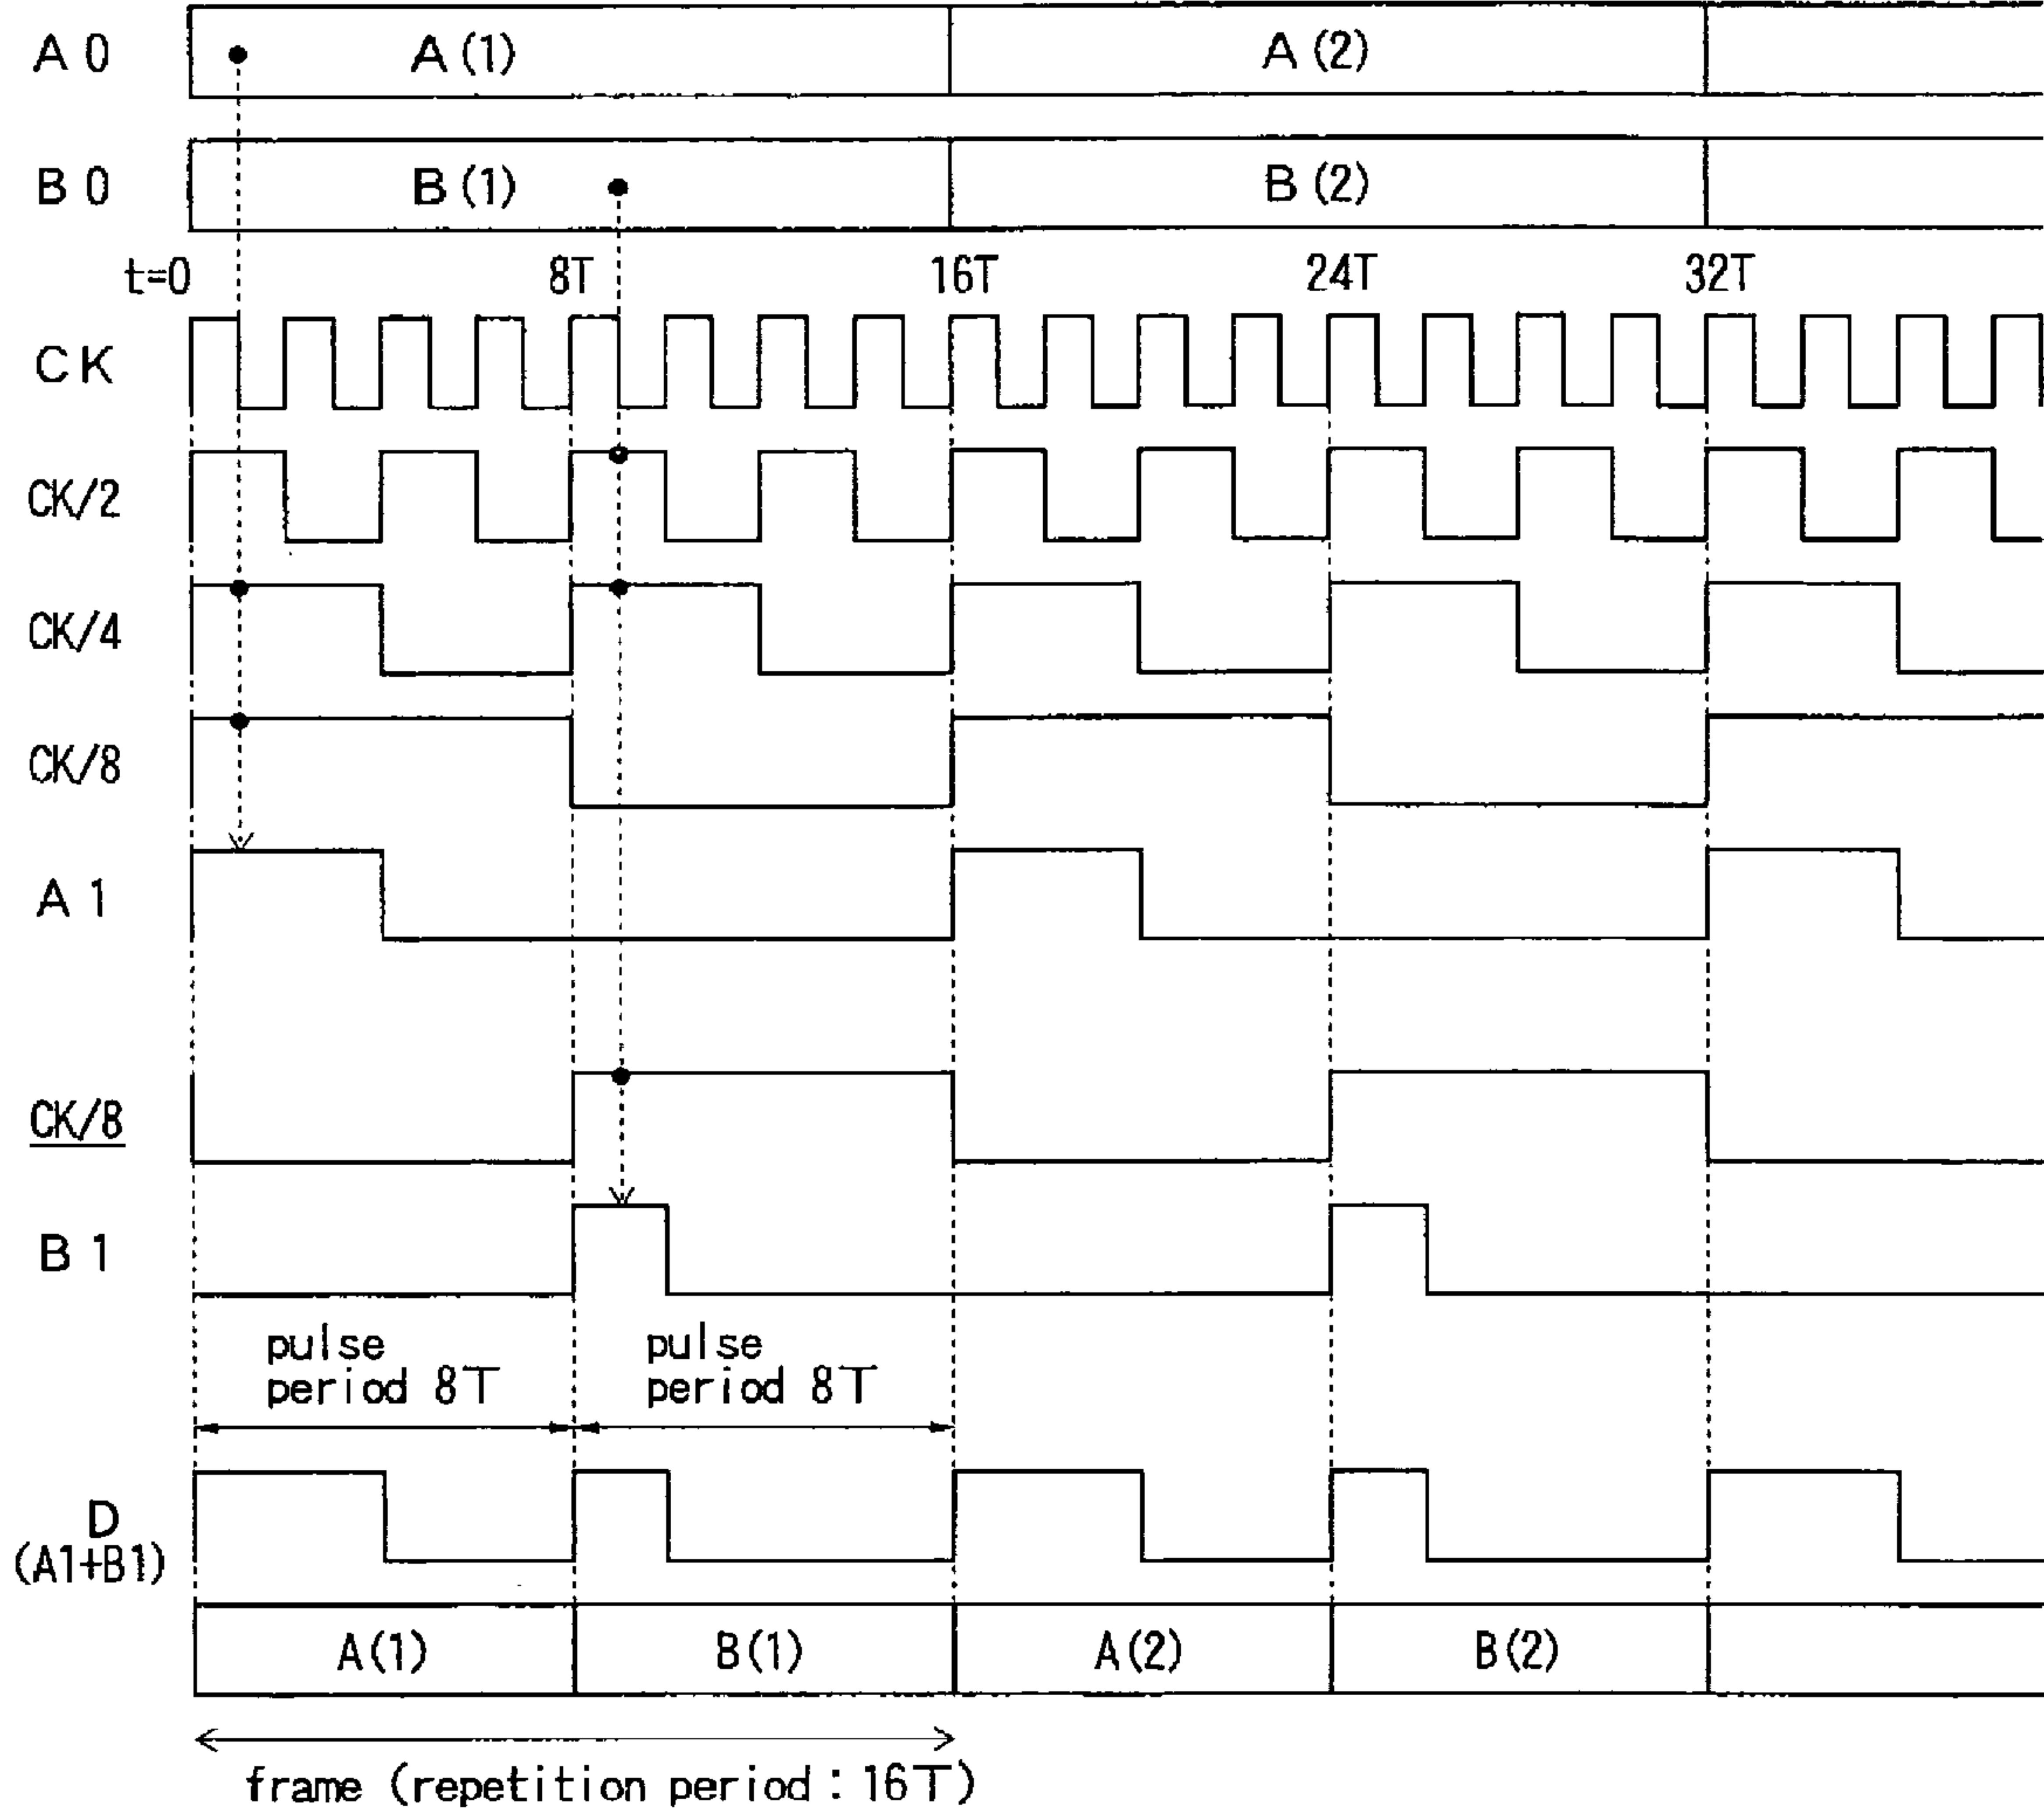 A0 A(1) A(2)
B0 B(1) B(2)
t=0 8T 16T 24T 32T
CK
CK/2
CK/4
CK/8
A1
CK/8
B1
pulse period 8T
pulse period 8T
D
(A1+B1)
A(1) B(1) A(2) B(2)
frame (repetition period : 16T)